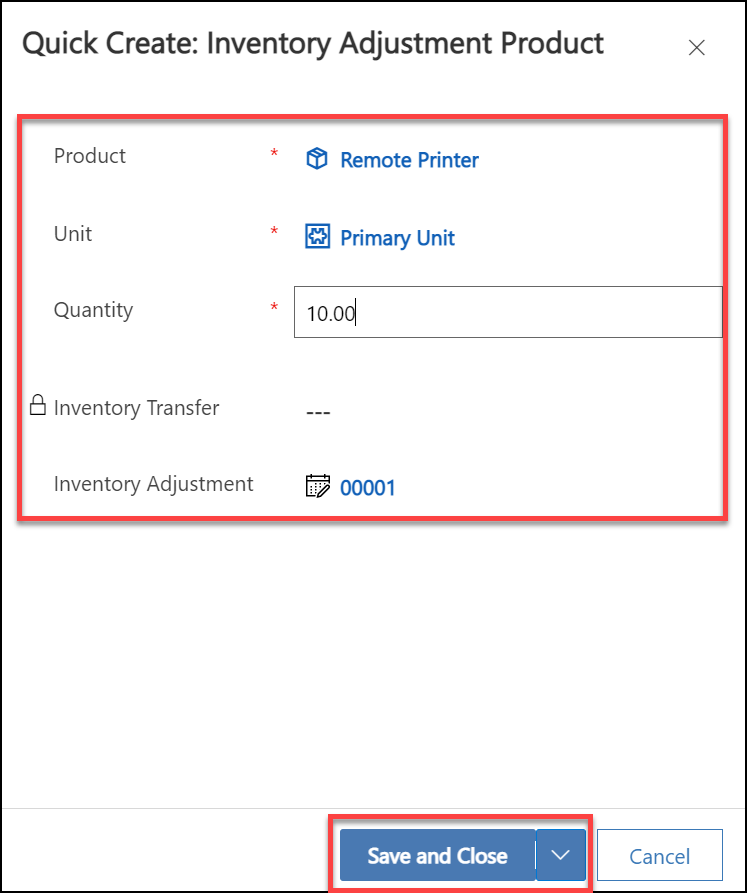 Quick Create: Inventory Adjustment Product
Product * Remote Printer
Unit * Primary Unit
Quantity * 10.00
Inventory Transfer ---
Inventory Adjustment 00001
Save and Close Cancel